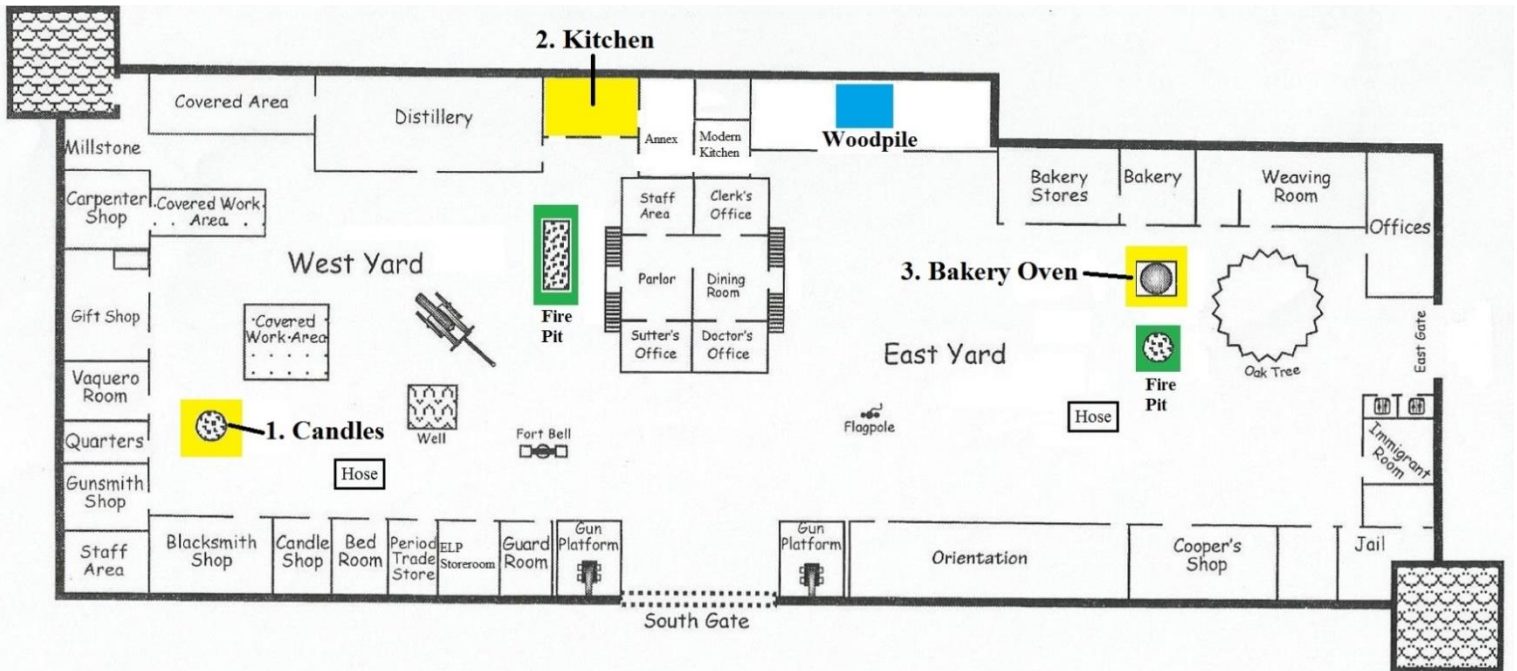 2. Kitchen
Covered Area
Distillery
Annex
Modern
Kitchen
Woodpile
Millstone
Carpenter
Shop
Covered Work
Area
Staff
Area
Clerk's
Office
Bakery
Stores
Bakery
Weaving
Room
Offices
West Yard
Fire
Pit
Parlor
Dining
Room
3. Bakery Oven
Gift Shop
Covered
Work Area
Sutter's
Office
Doctor's
Office
East Yard
Fire
Pit
Oak Tree
East Gate
Vaquero
Room
1. Candles
Well
Quarters
Fort Bell
Flagpole
Hose
Immigrant
Room
Hose
Gunsmith
Shop
Staff
Area
Blacksmith
Shop
Candle
Shop
Bed
Room
Period
Trade
Store
ELP
Storeroom
Guard
Room
Gun
Platform
Gun
Platform
Orientation
Cooper's
Shop
Jail
South Gate